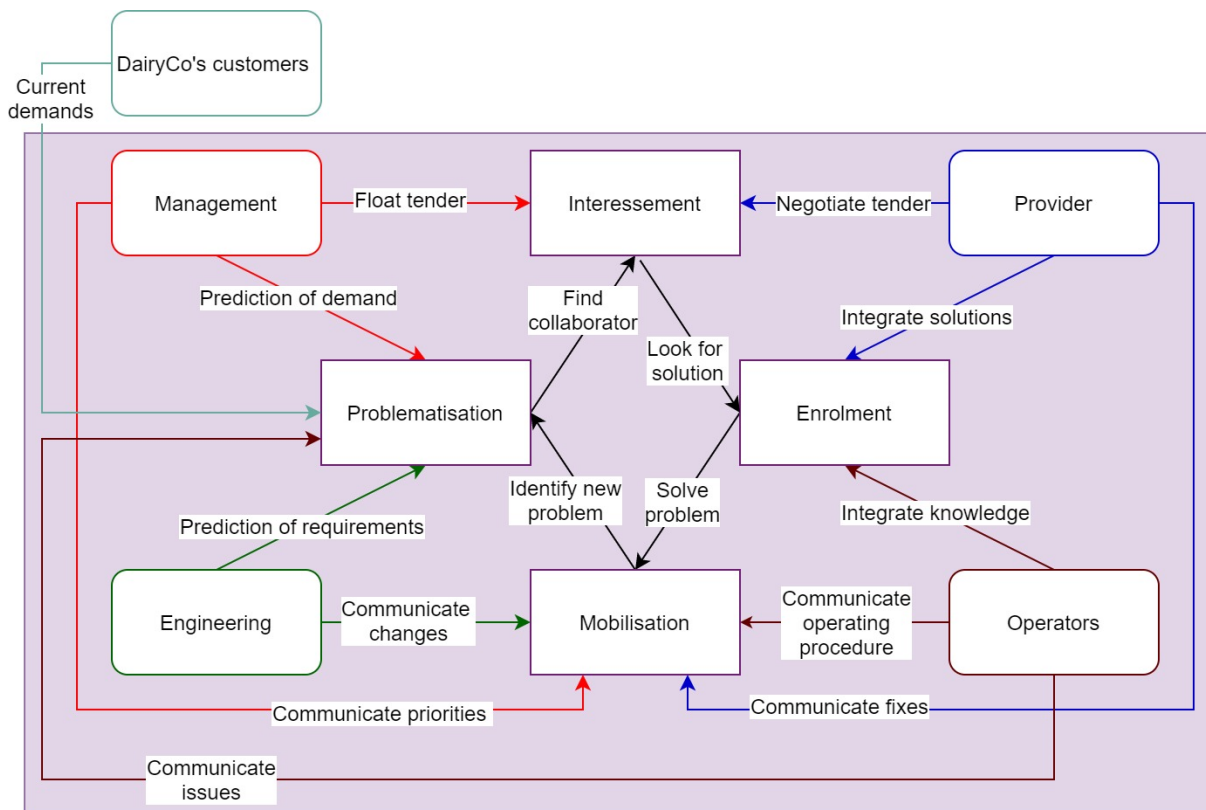 DairyCo's customers
Current
demands
Management
Float tender
Interessement
Negotiate tender
Provider
Prediction of demand
Find
collaborator
Integrate solutions
Look for
solution
Problematisation
Enrolment
Identify new
problem
Solve
problem
Prediction of requirements
Integrate knowledge
Engineering
Communicate
changes
Mobilisation
Communicate
operating
procedure
Operators
Communicate priorities
Communicate fixes
Communicate
issues